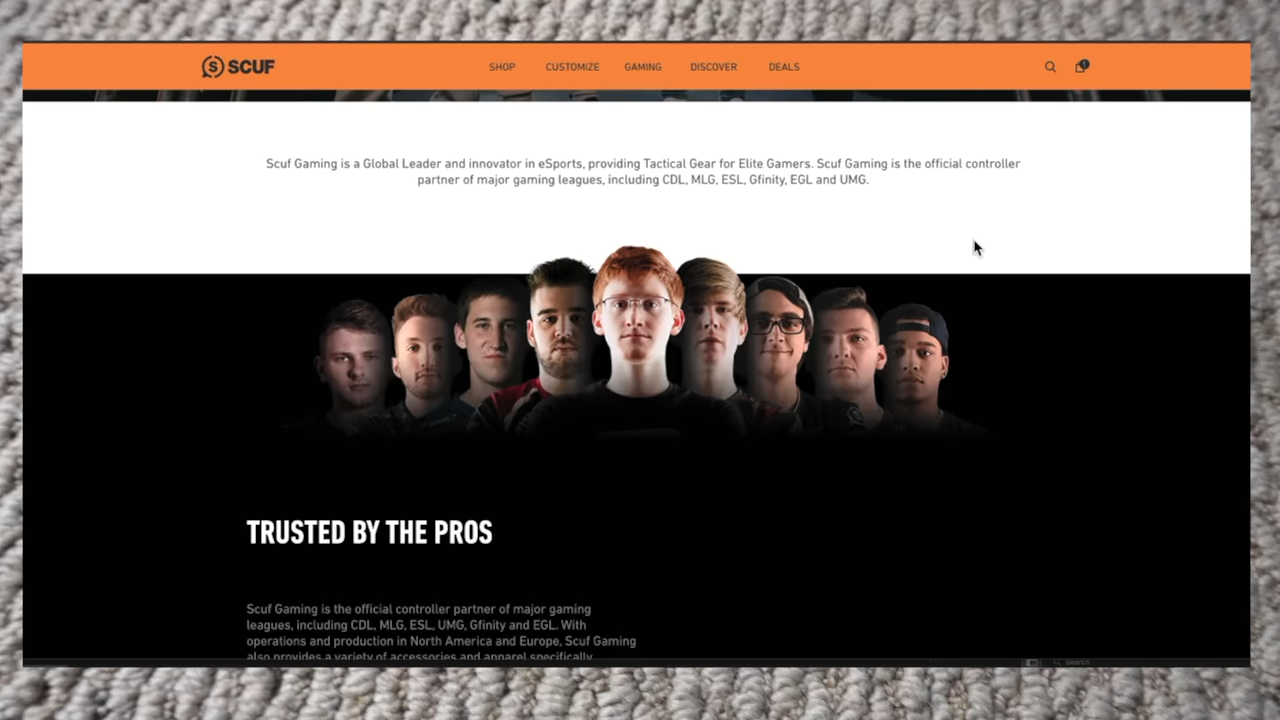 SCUF
SHOP CUSTOMIZE GAMING DISCOVER DEALS
1
Scuf Gaming is a Global Leader and innovator in eSports, providing Tactical Gear for Elite Gamers. Scuf Gaming is the official controller
partner of major gaming leagues, including CDL, MLG, ESL, Gfinity, EGL and UMG.
TRUSTED BY THE PROS
Scuf Gaming is the official controller partner of major gaming
leagues, including CDL, MLG, ESL, UMG, Gfinity and EGL. With
operations and production in North America and Europe, Scuf Gaming
also provides a variety of accessories and apparel specifically
Search